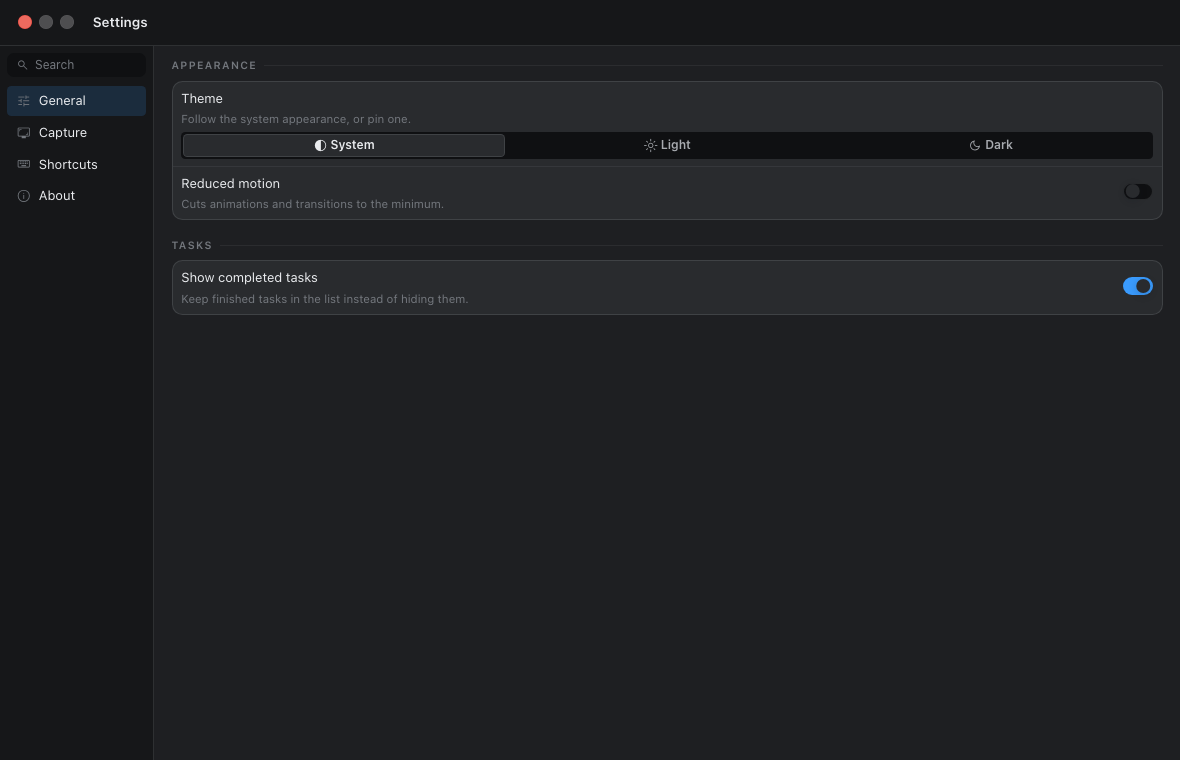 Settings
Search
General
Capture
Shortcuts
About
APPEARANCE
Theme
Follow the system appearance, or pin one.
System
Light
Dark
Reduced motion
Cuts animations and transitions to the minimum.
TASKS
Show completed tasks
Keep finished tasks in the list instead of hiding them.